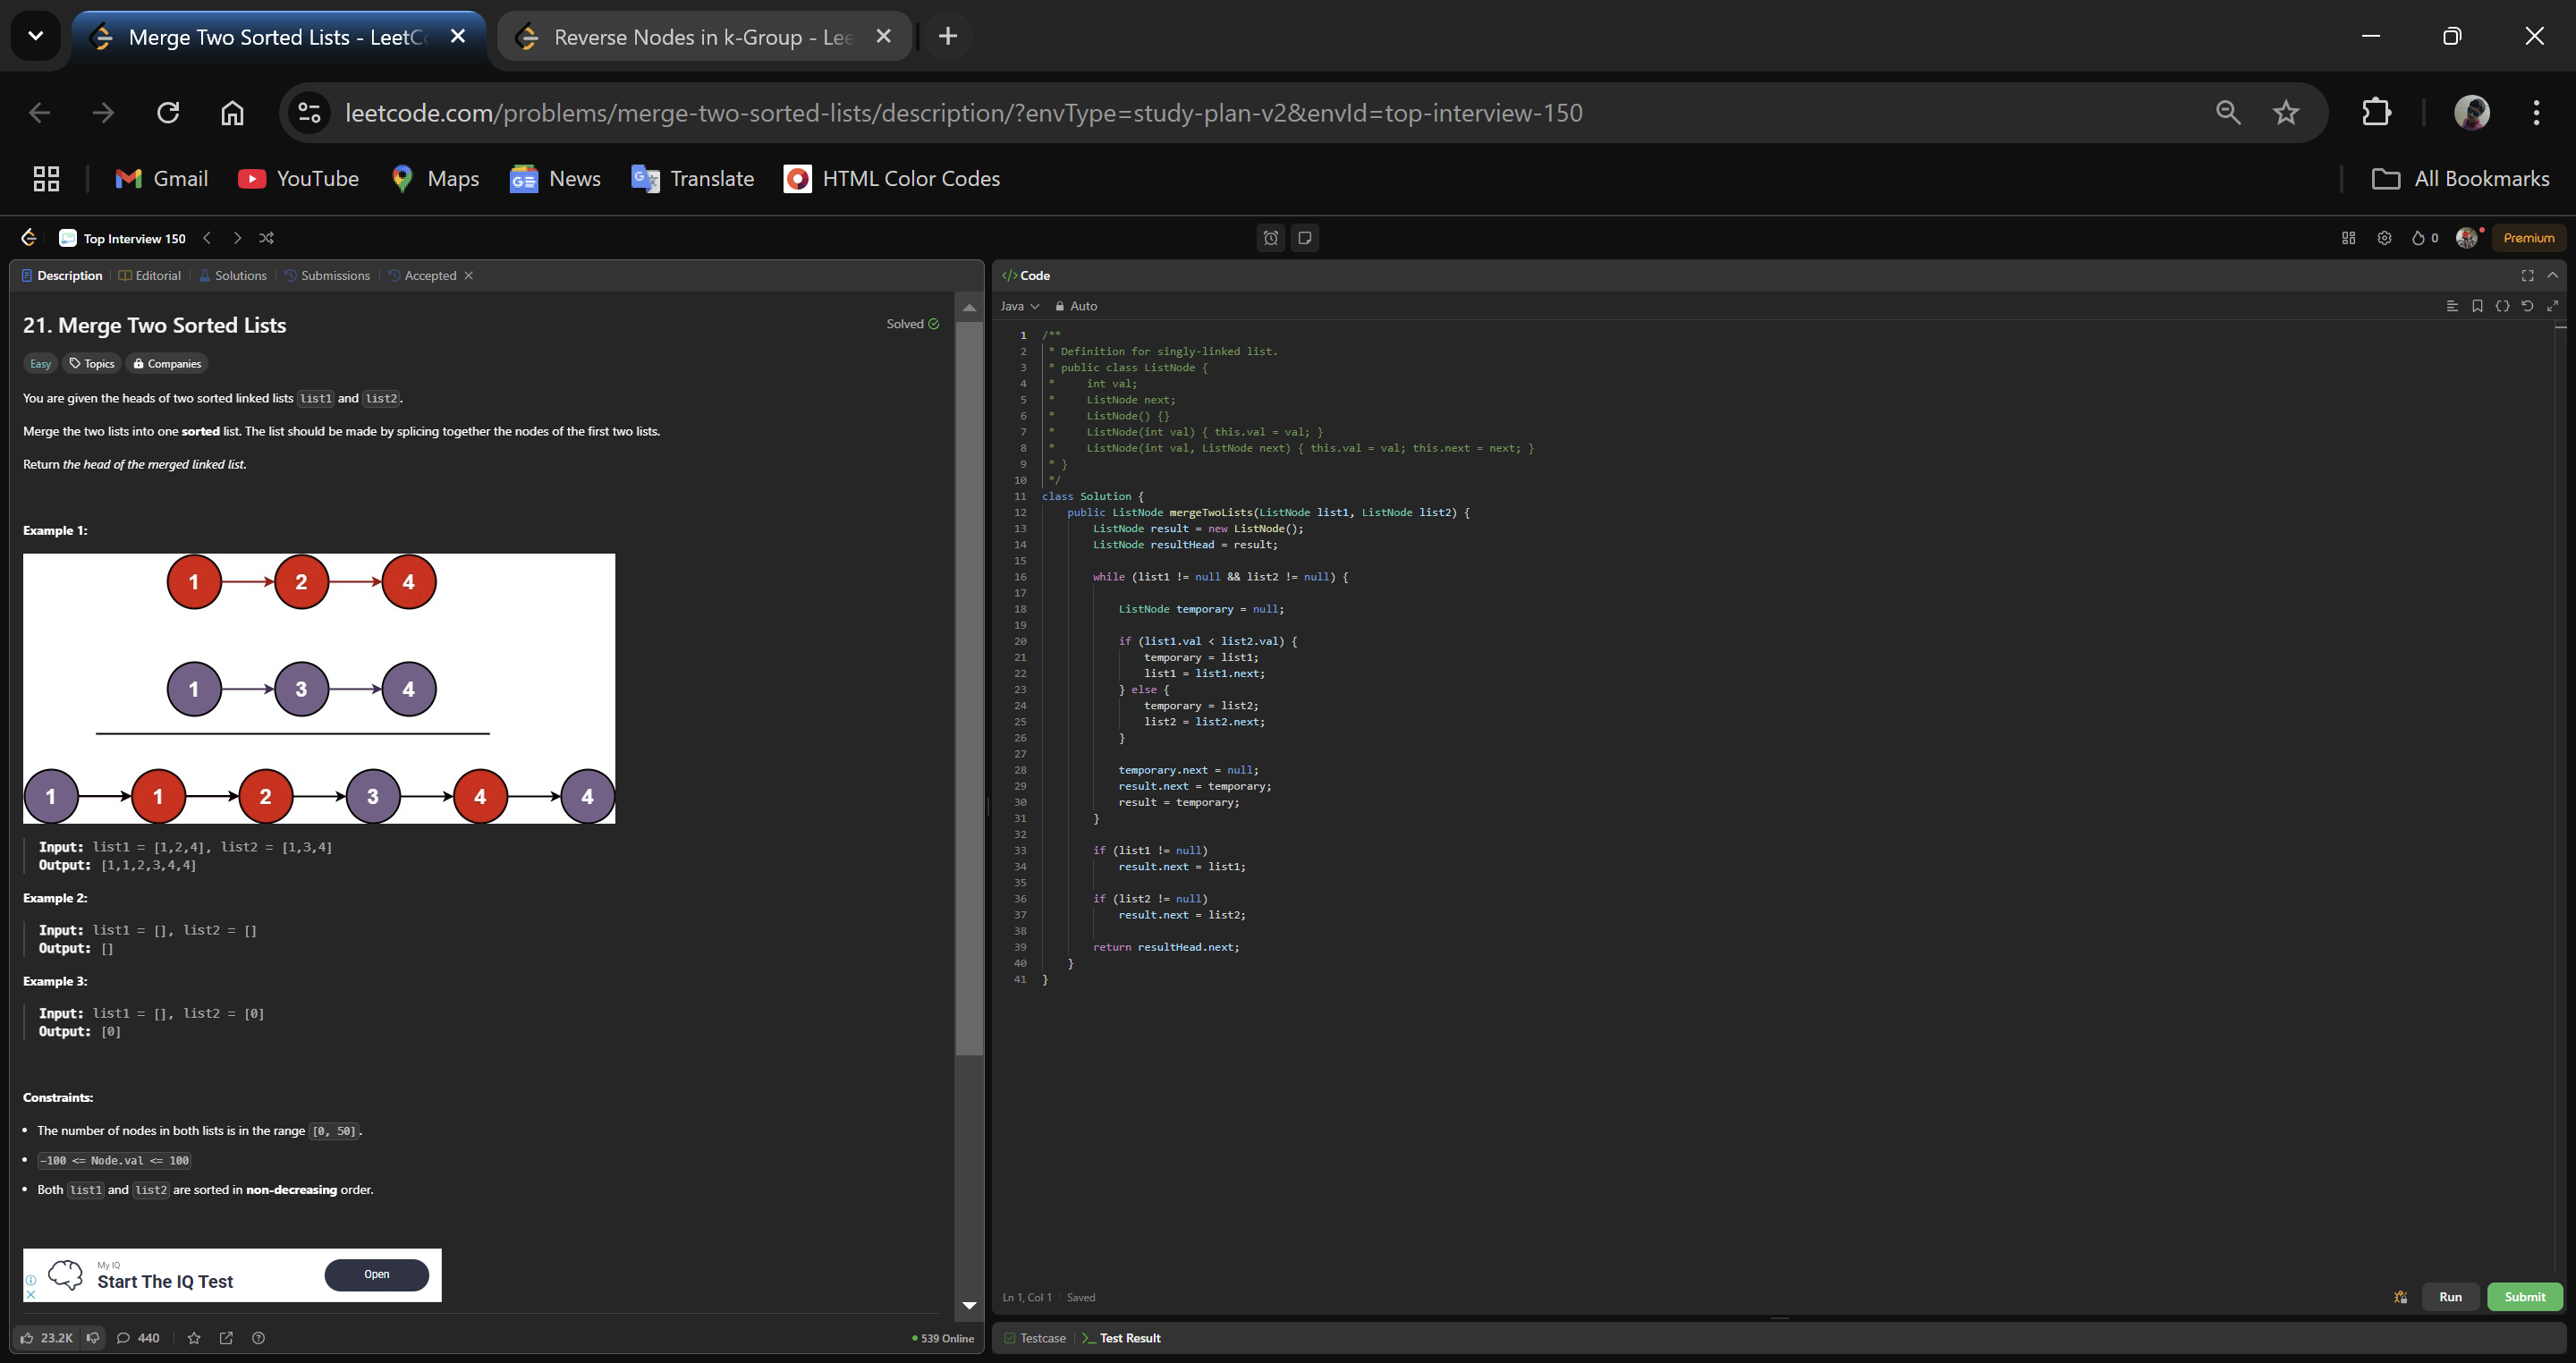 Merge Two Sorted Lists - LeetC
Reverse Nodes in k-Group - Lee
leetcode.com/problems/merge-two-sorted-lists/description/?envType=study-plan-v2&envId=top-interview-150
Gmail
YouTube
Maps
News
Translate
HTML Color Codes
All Bookmarks
Top Interview 150
0
Premium
Description
Editorial
Solutions
Submissions
Accepted
21. Merge Two Sorted Lists
Solved
Easy
Topics
Companies
You are given the heads of two sorted linked lists list1 and list2.
Merge the two lists into one sorted list. The list should be made by splicing together the nodes of the first two lists.
Return the head of the merged linked list.
Example 1:
1 2 4
1 3 4
1 1 2 3 4 4
Input: list1 = [1,2,4], list2 = [1,3,4]
Output: [1,1,2,3,4,4]
Example 2:
Input: list1 = [], list2 = []
Output: []
Example 3:
Input: list1 = [], list2 = [0]
Output: [0]
Constraints:
• The number of nodes in both lists is in the range [0, 50].
• -100 <= Node.val <= 100
• Both list1 and list2 are sorted in non-decreasing order.
My IQ
Start The IQ Test
Open
23.2K
440
539 Online
</> Code
Java
Auto
1 /**
2 * Definition for singly-linked list.
3 * public class ListNode {
4 *     int val;
5 *     ListNode next;
6 *     ListNode() {}
7 *     ListNode(int val) { this.val = val; }
8 *     ListNode(int val, ListNode next) { this.val = val; this.next = next; }
9 * }
10 */
11 class Solution {
12     public ListNode mergeTwoLists(ListNode list1, ListNode list2) {
13         ListNode result = new ListNode();
14         ListNode resultHead = result;
15
16         while (list1 != null && list2 != null) {
17
18             ListNode temporary = null;
19
20             if (list1.val < list2.val) {
21                 temporary = list1;
22                 list1 = list1.next;
23             } else {
24                 temporary = list2;
25                 list2 = list2.next;
26             }
27
28             temporary.next = null;
29             result.next = temporary;
30             result = temporary;
31         }
32
33         if (list1 != null)
34             result.next = list1;
35
36         if (list2 != null)
37             result.next = list2;
38
39         return resultHead.next;
40     }
41 }
Ln 1, Col 1
Saved
Run
Submit
Testcase
Test Result